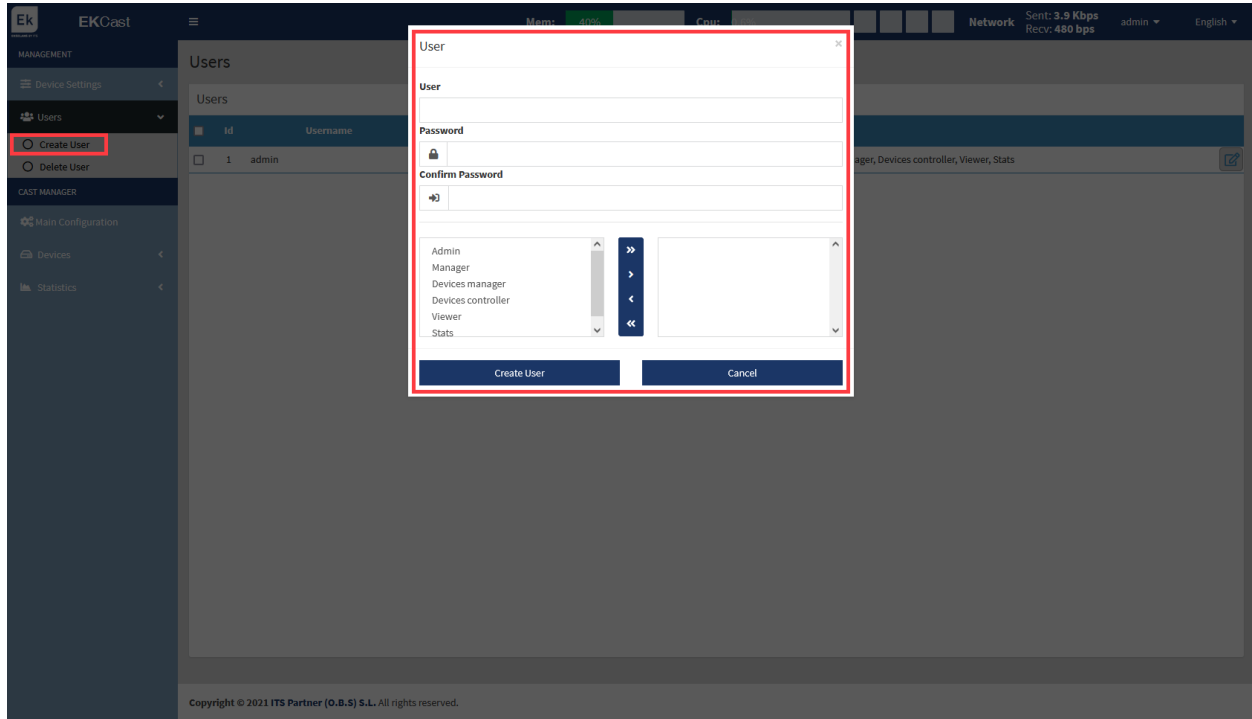 Ek
EKCast
Mem: 40%
Cpu:
Network
Sent: 3.9 Kbps
Recv: 480 bps
admin
English
MANAGEMENT
Device Settings
Users
Create User
Delete User
CAST MANAGER
Main Configuration
Devices
Statistics
Users
Users
Id Username
1 admin
ager, Devices controller, Viewer, Stats
User
×
User
Password
Confirm Password
Admin
Manager
Devices manager
Devices controller
Viewer
Stats
Create User
Cancel
Copyright © 2021 ITS Partner (O.B.S) S.L. All rights reserved.